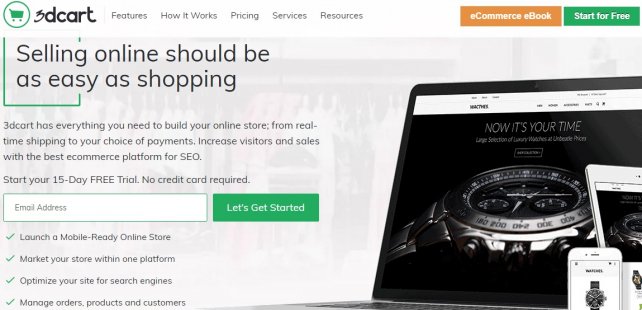 3dcart
Features How It Works Pricing Services Resources
eCommerce eBook
Start for Free
Selling online should be
as easy as shopping
3dcart has everything you need to build your online store; from real-
time shipping to your choice of payments. Increase visitors and sales
with the best ecommerce platform for SEO.
Start your 15-Day FREE Trial. No credit card required.
Email Address
Let's Get Started
Launch a Mobile-Ready Online Store
Market your store within one platform
Optimize your site for search engines
Manage orders, products and customers
WATCHES.
NOW IT'S YOUR TIME
Large Selection of Luxury Watches at Unbeatable Prices
WATCHES.